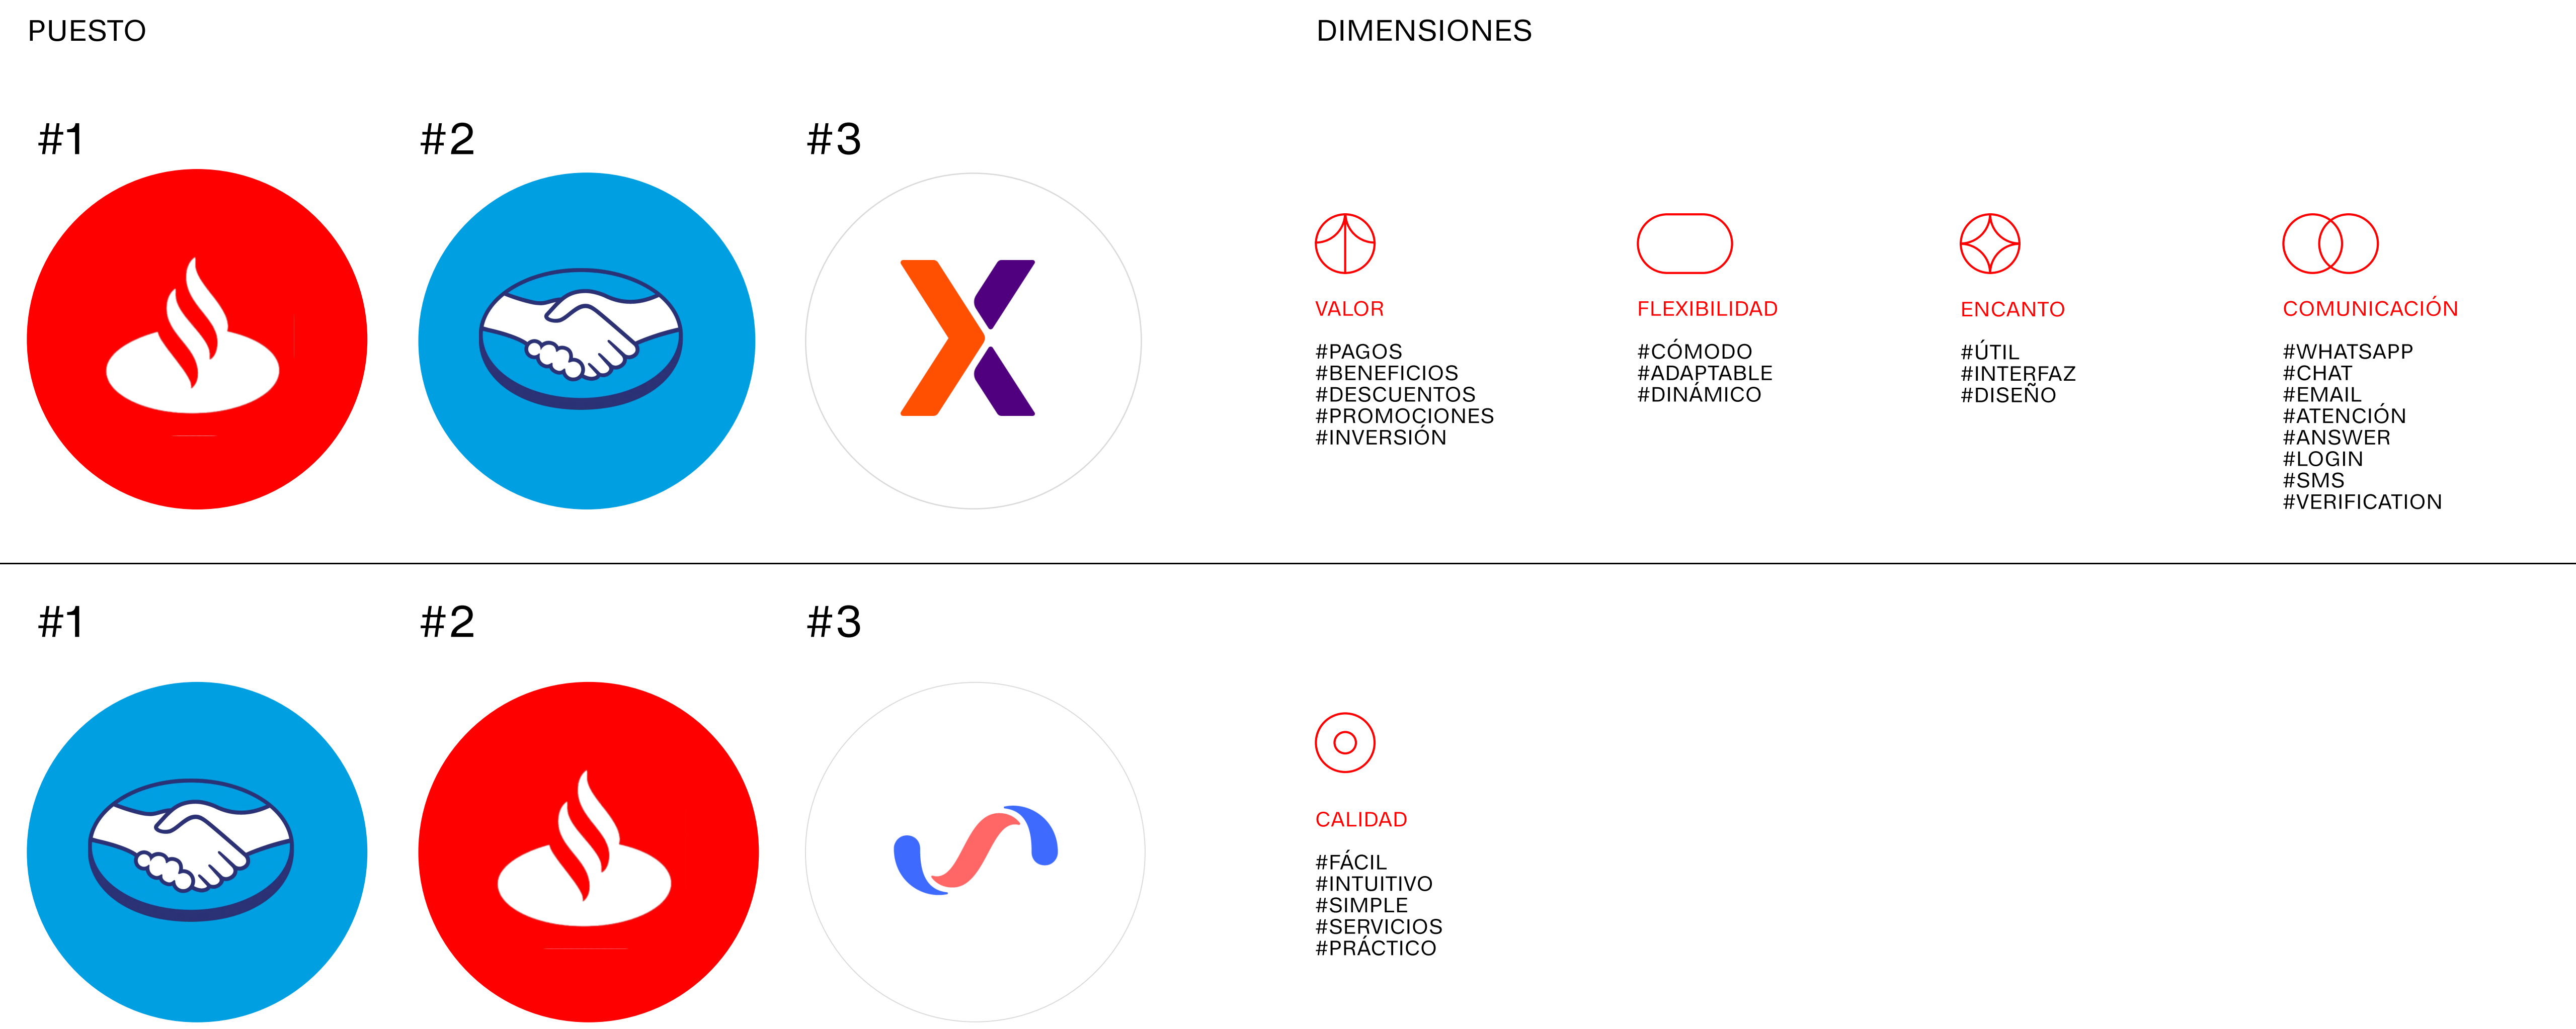 PUESTO
DIMENSIONES
#1
#2
#3
VALOR
#PAGOS
#BENEFICIOS
#DESCUENTOS
#PROMOCIONES
#INVERSIÓN
FLEXIBILIDAD
#CÓMODO
#ADAPTABLE
#DINÁMICO
ENCANTO
#ÚTIL
#INTERFAZ
#DISEÑO
COMUNICACIÓN
#WHATSAPP
#CHAT
#EMAIL
#ATENCIÓN
#ANSWER
#LOGIN
#SMS
#VERIFICATION
#1
#2
#3
CALIDAD
#FÁCIL
#INTUITIVO
#SIMPLE
#SERVICIOS
#PRÁCTICO